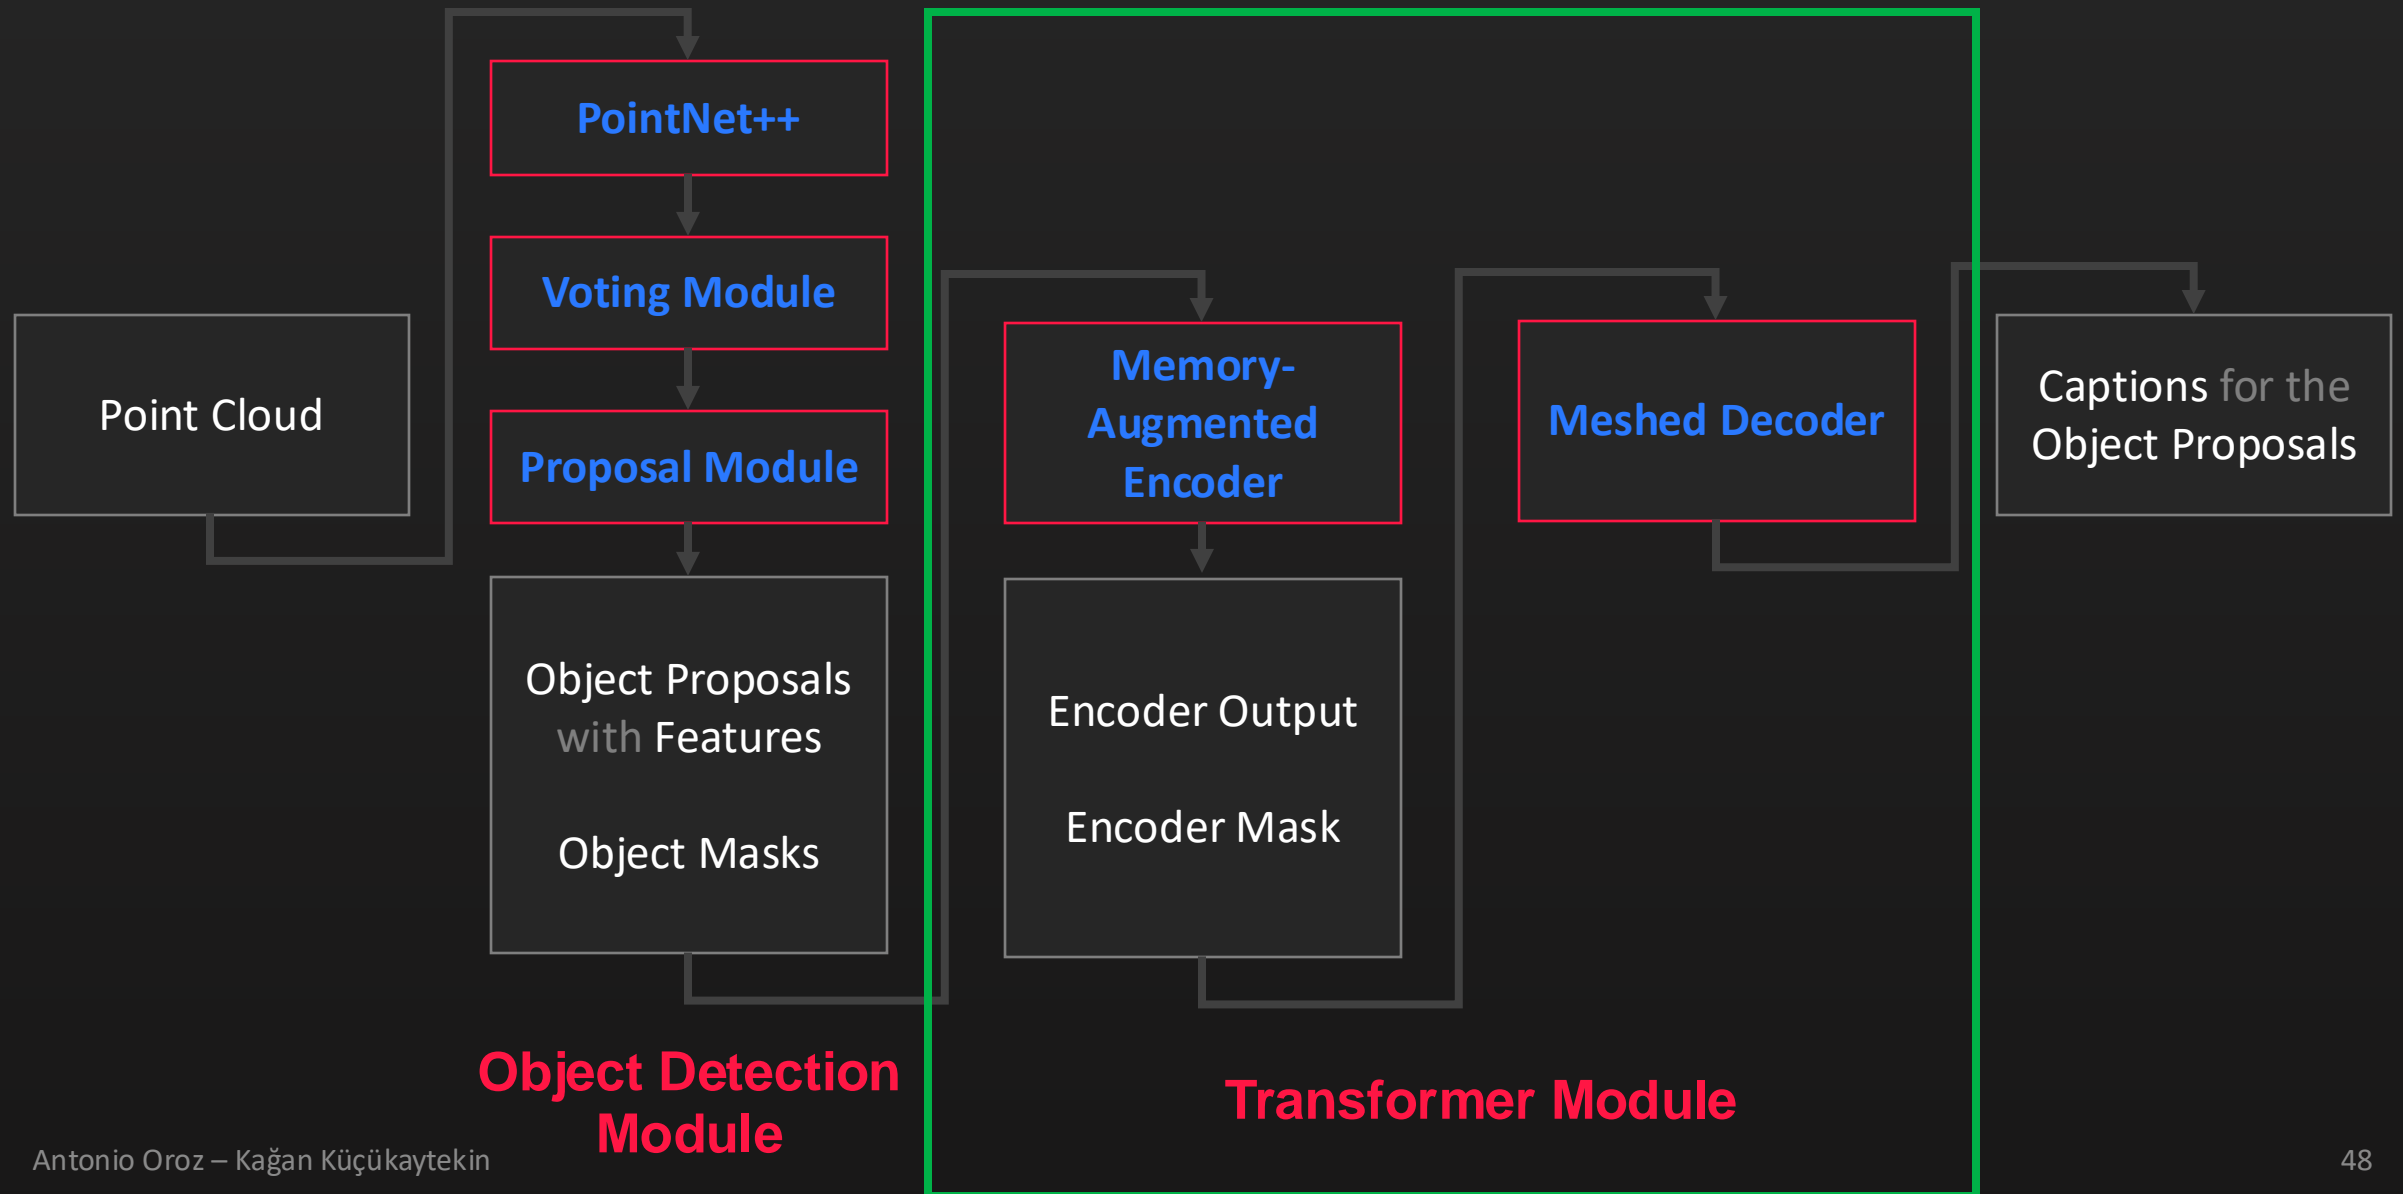 Point Cloud
PointNet++
Voting Module
Proposal Module
Object Proposals
with Features
Object Masks
Object Detection
Module
Memory-
Augmented
Encoder
Encoder Output
Encoder Mask
Meshed Decoder
Transformer Module
Captions for the
Object Proposals
Antonio Oroz – Kağan Küçükaytekin
48